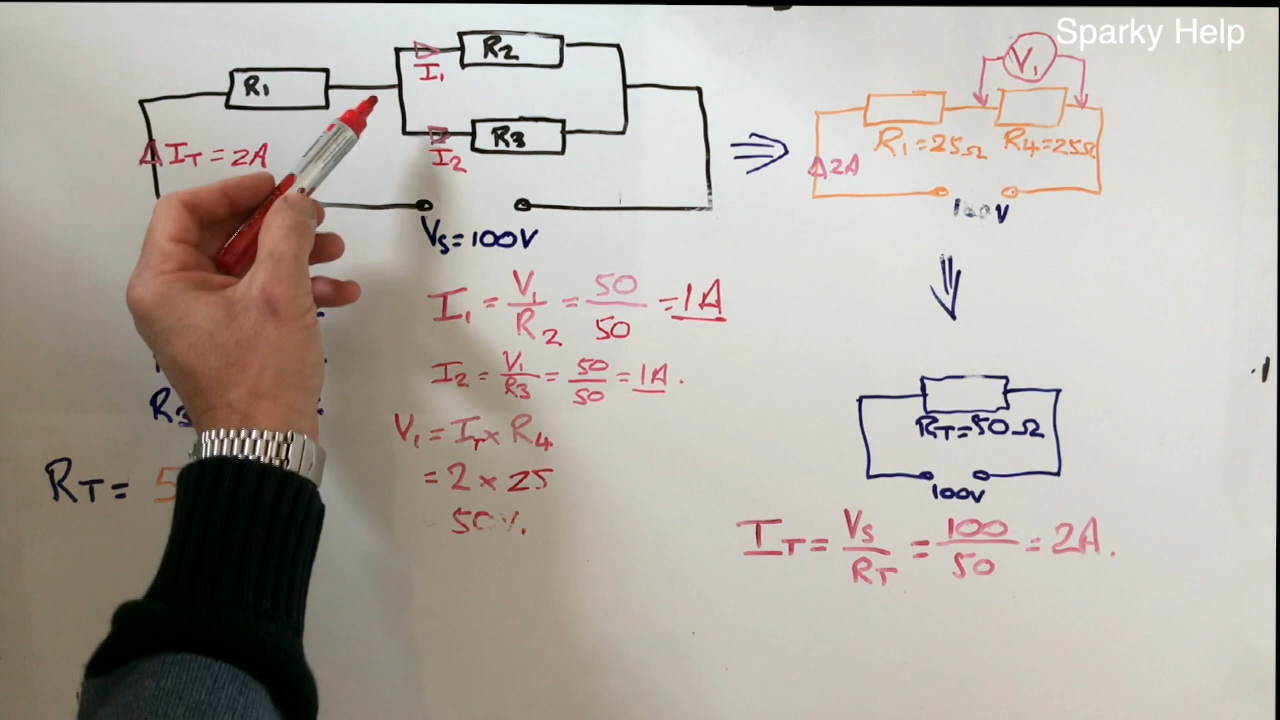 Sparky Help
R1
R2
I1
R3
I2
IT = 2A
Vs = 100V
V1
R1 = 25Ω
R4 = 25Ω
2A
100V
I1 = V1/R2 = 50/50 = 1A
I2 = V1/R3 = 50/50 = 1A.
V1 = IT x R4
= 2 x 25
50V.
R3
RT = 5
RT = 50Ω
100V
IT = Vs/RT = 100/50 = 2A.